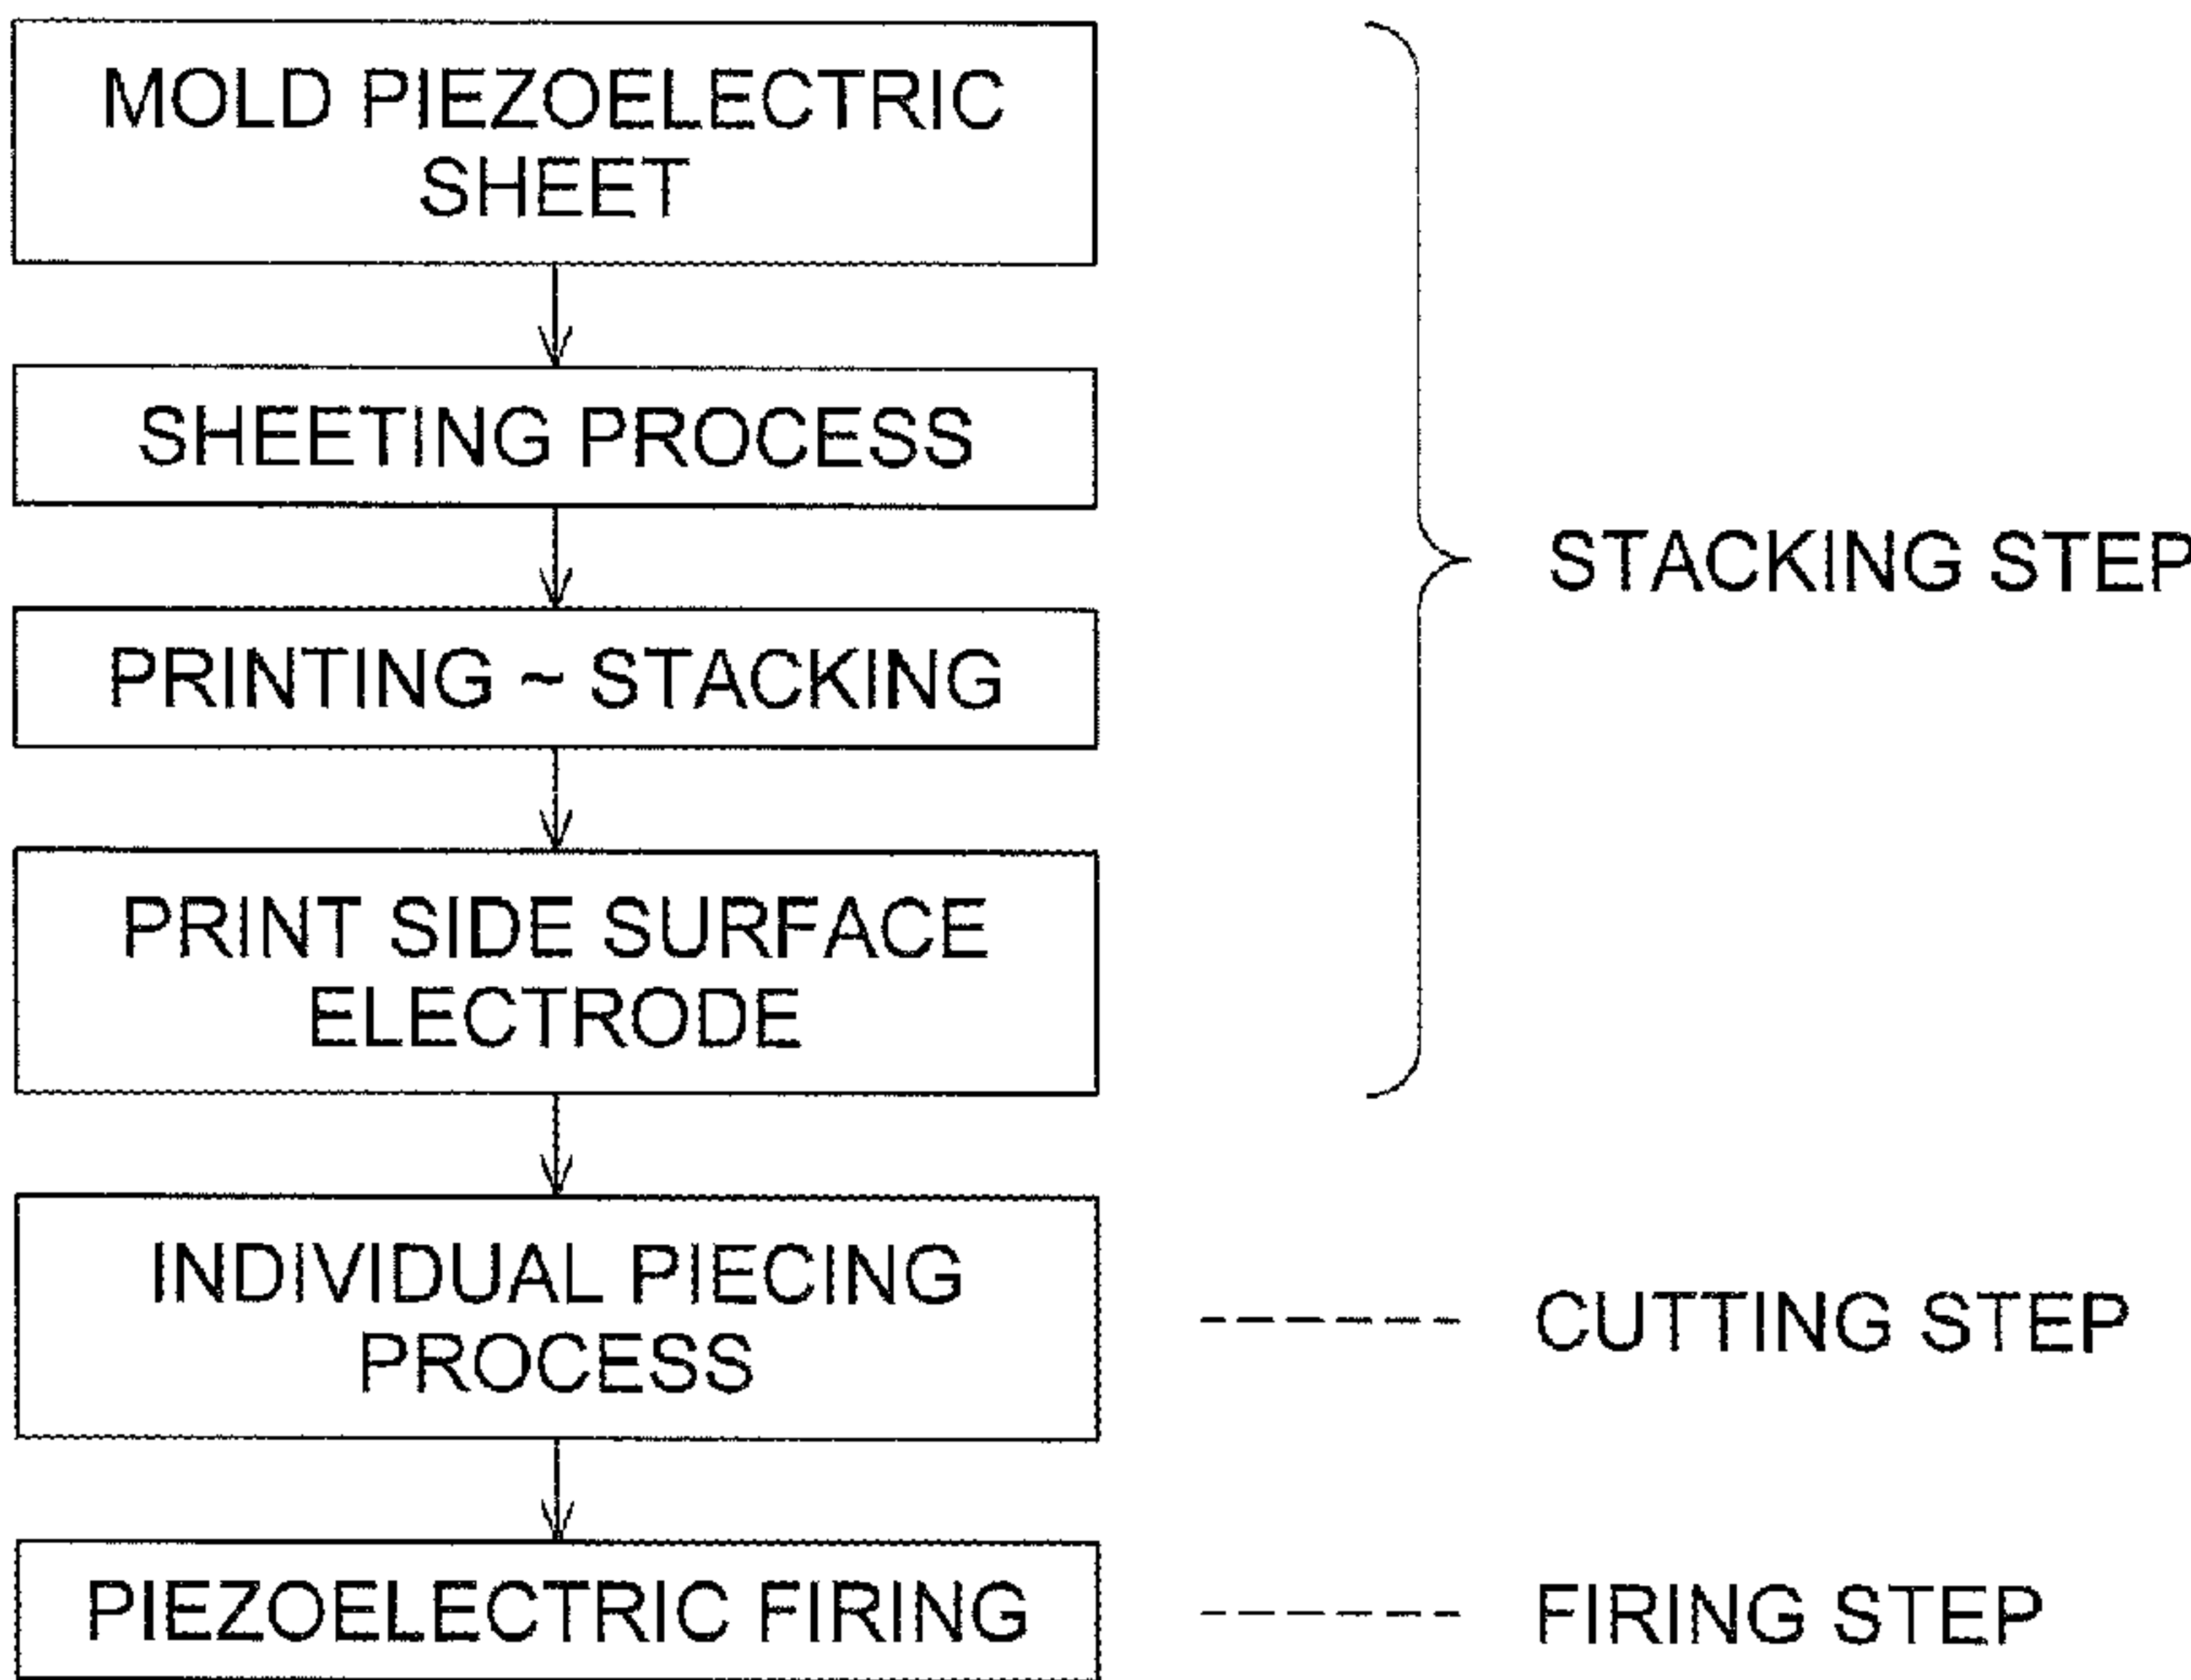 MOLD PIEZOELECTRIC
SHEET
SHEETING PROCESS
PRINTING ~ STACKING
PRINT SIDE SURFACE
ELECTRODE
STACKING STEP
INDIVIDUAL PIECING
PROCESS
CUTTING STEP
PIEZOELECTRIC FIRING
FIRING STEP